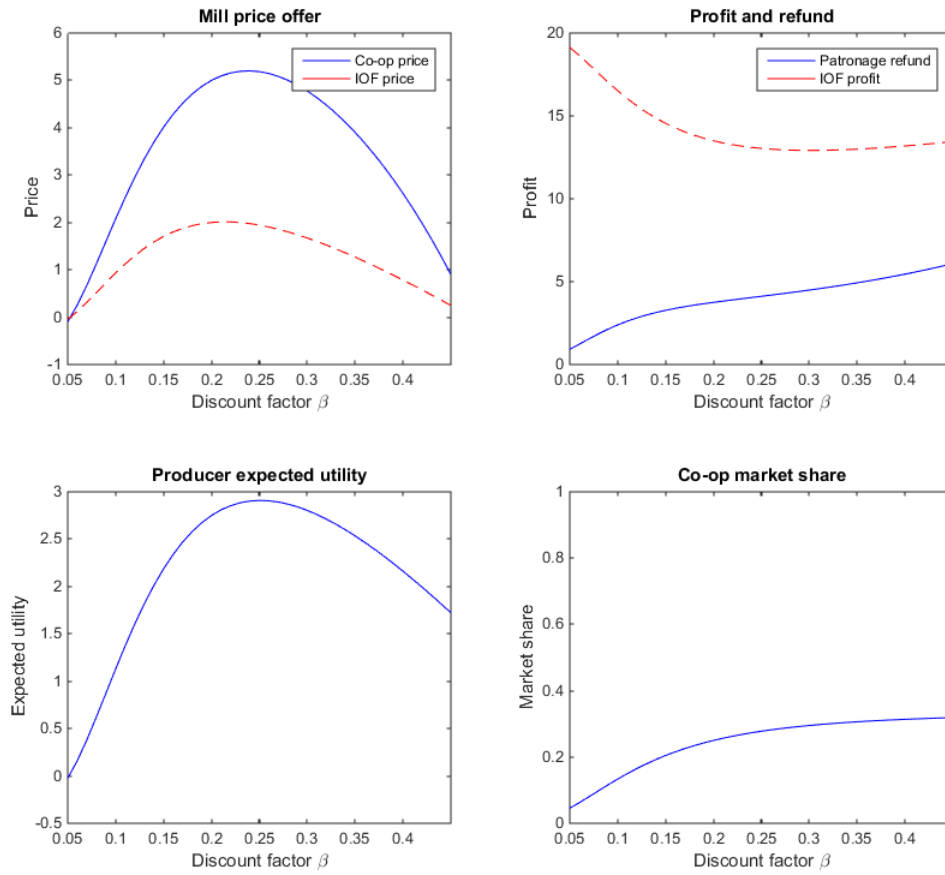 Mill price offer
Co-op price
IOF price
6
5
4
3
2
1
0
-1
Price
0.05 0.1 0.15 0.2 0.25 0.3 0.35 0.4
Discount factor β
Profit and refund
Patronage refund
IOF profit
20
15
10
5
0
Profit
0.05 0.1 0.15 0.2 0.25 0.3 0.35 0.4
Discount factor β
Producer expected utility
3
2.5
2
1.5
1
0.5
0
-0.5
Expected utility
0.05 0.1 0.15 0.2 0.25 0.3 0.35 0.4
Discount factor β
Co-op market share
1
0.8
0.6
0.4
0.2
0
Market share
0.05 0.1 0.15 0.2 0.25 0.3 0.35 0.4
Discount factor β